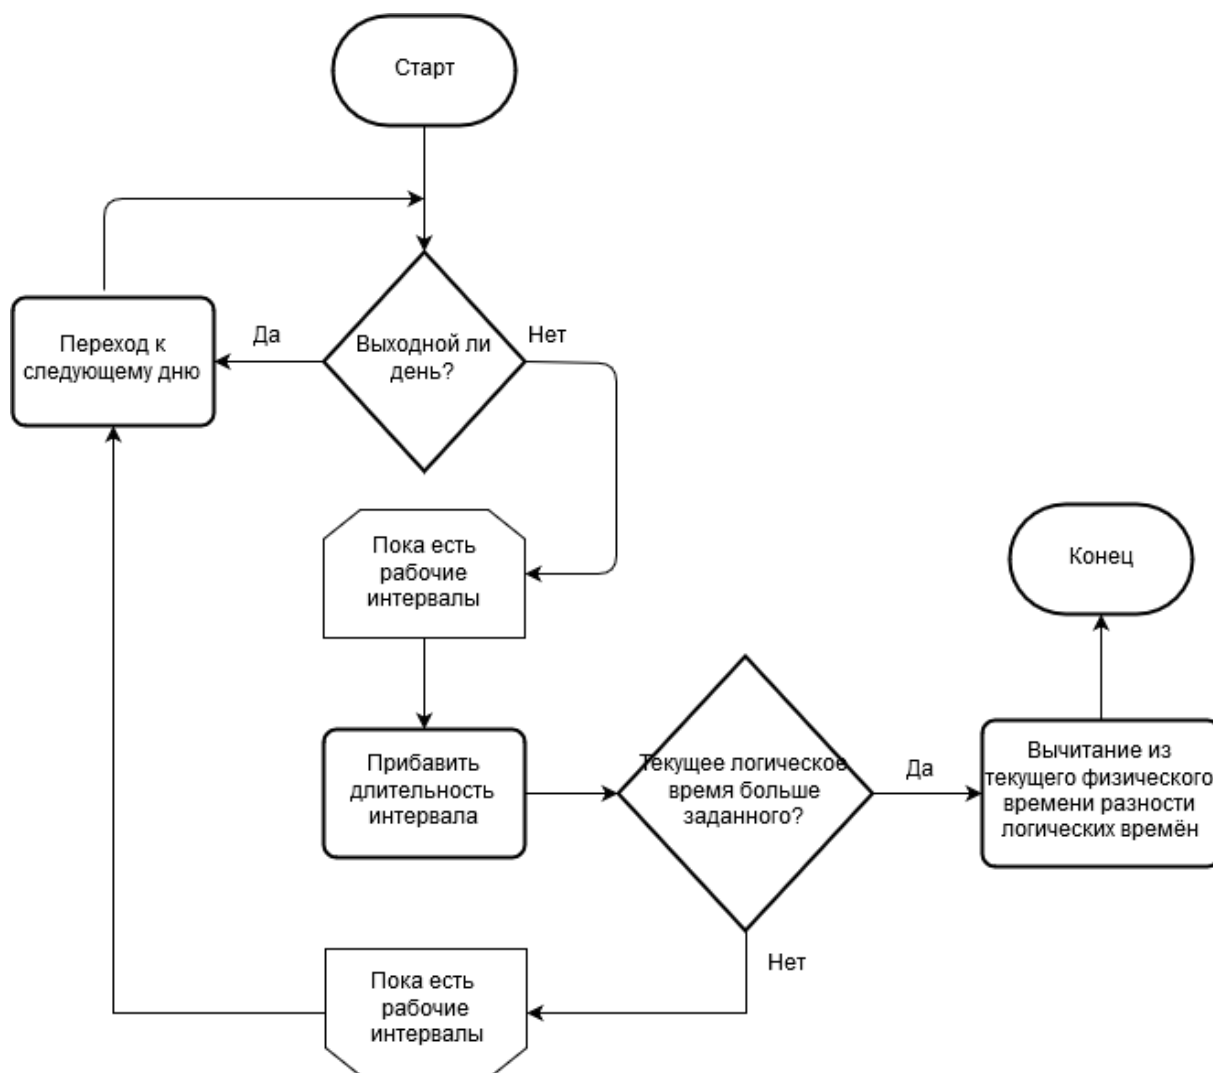 Старт
Переход к
следующему дню
Да
Выходной ли
день?
Нет
Пока есть
рабочие
интервалы
Конец
Прибавить
длительность
интервала
Текущее логическое
время больше
заданного?
Да
Вычитание из
текущего физического
времени разности
логических времён
Нет
Пока есть
рабочие
интервалы